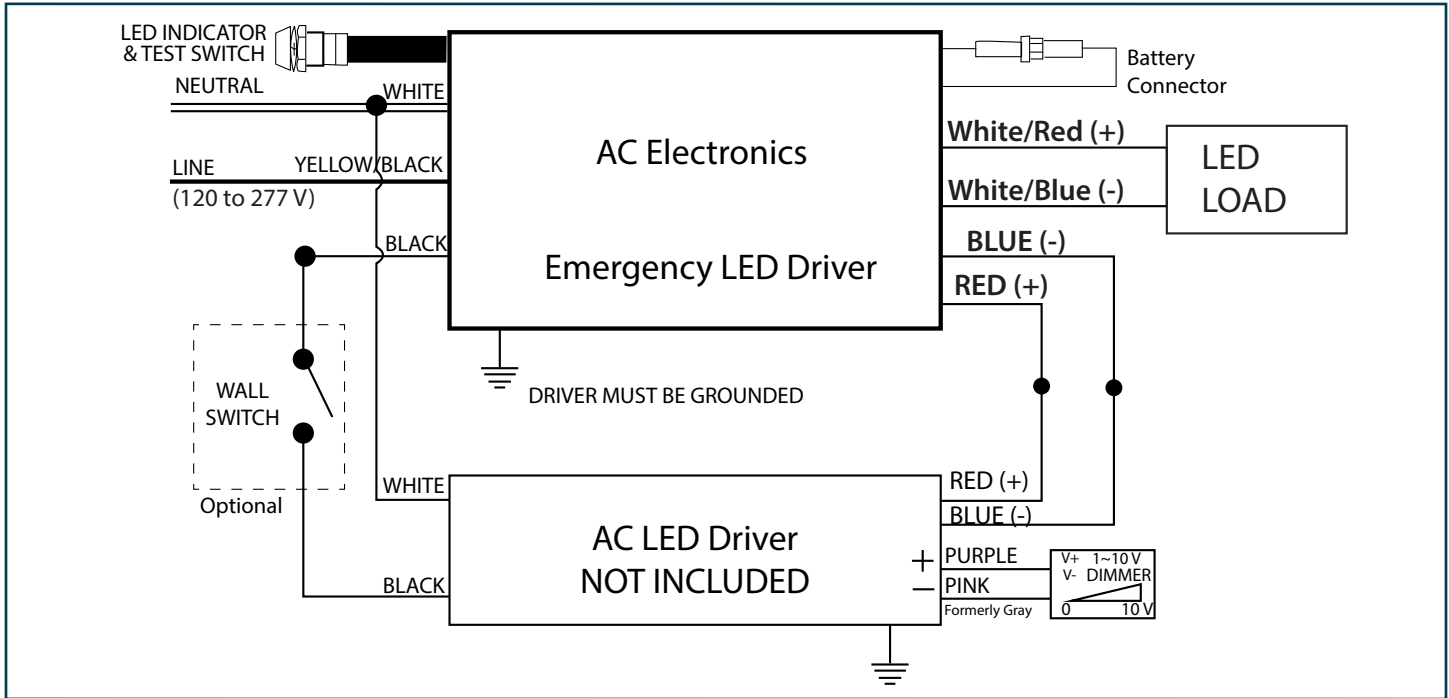 LED INDICATOR
& TEST SWITCH
NEUTRAL
WHITE
LINE
YELLOW/BLACK
(120 to 277 V)
BLACK
AC Electronics
Emergency LED Driver
Battery
Connector
White/Red (+)
White/Blue (-)
LED
LOAD
BLUE (-)
RED (+)
WALL
SWITCH
Optional
DRIVER MUST BE GROUNDED
WHITE
BLACK
AC LED Driver
NOT INCLUDED
RED (+)
BLUE (-)
+ PURPLE
− PINK
Formerly Gray
V+ 1~10 V
V- DIMMER
0 10 V